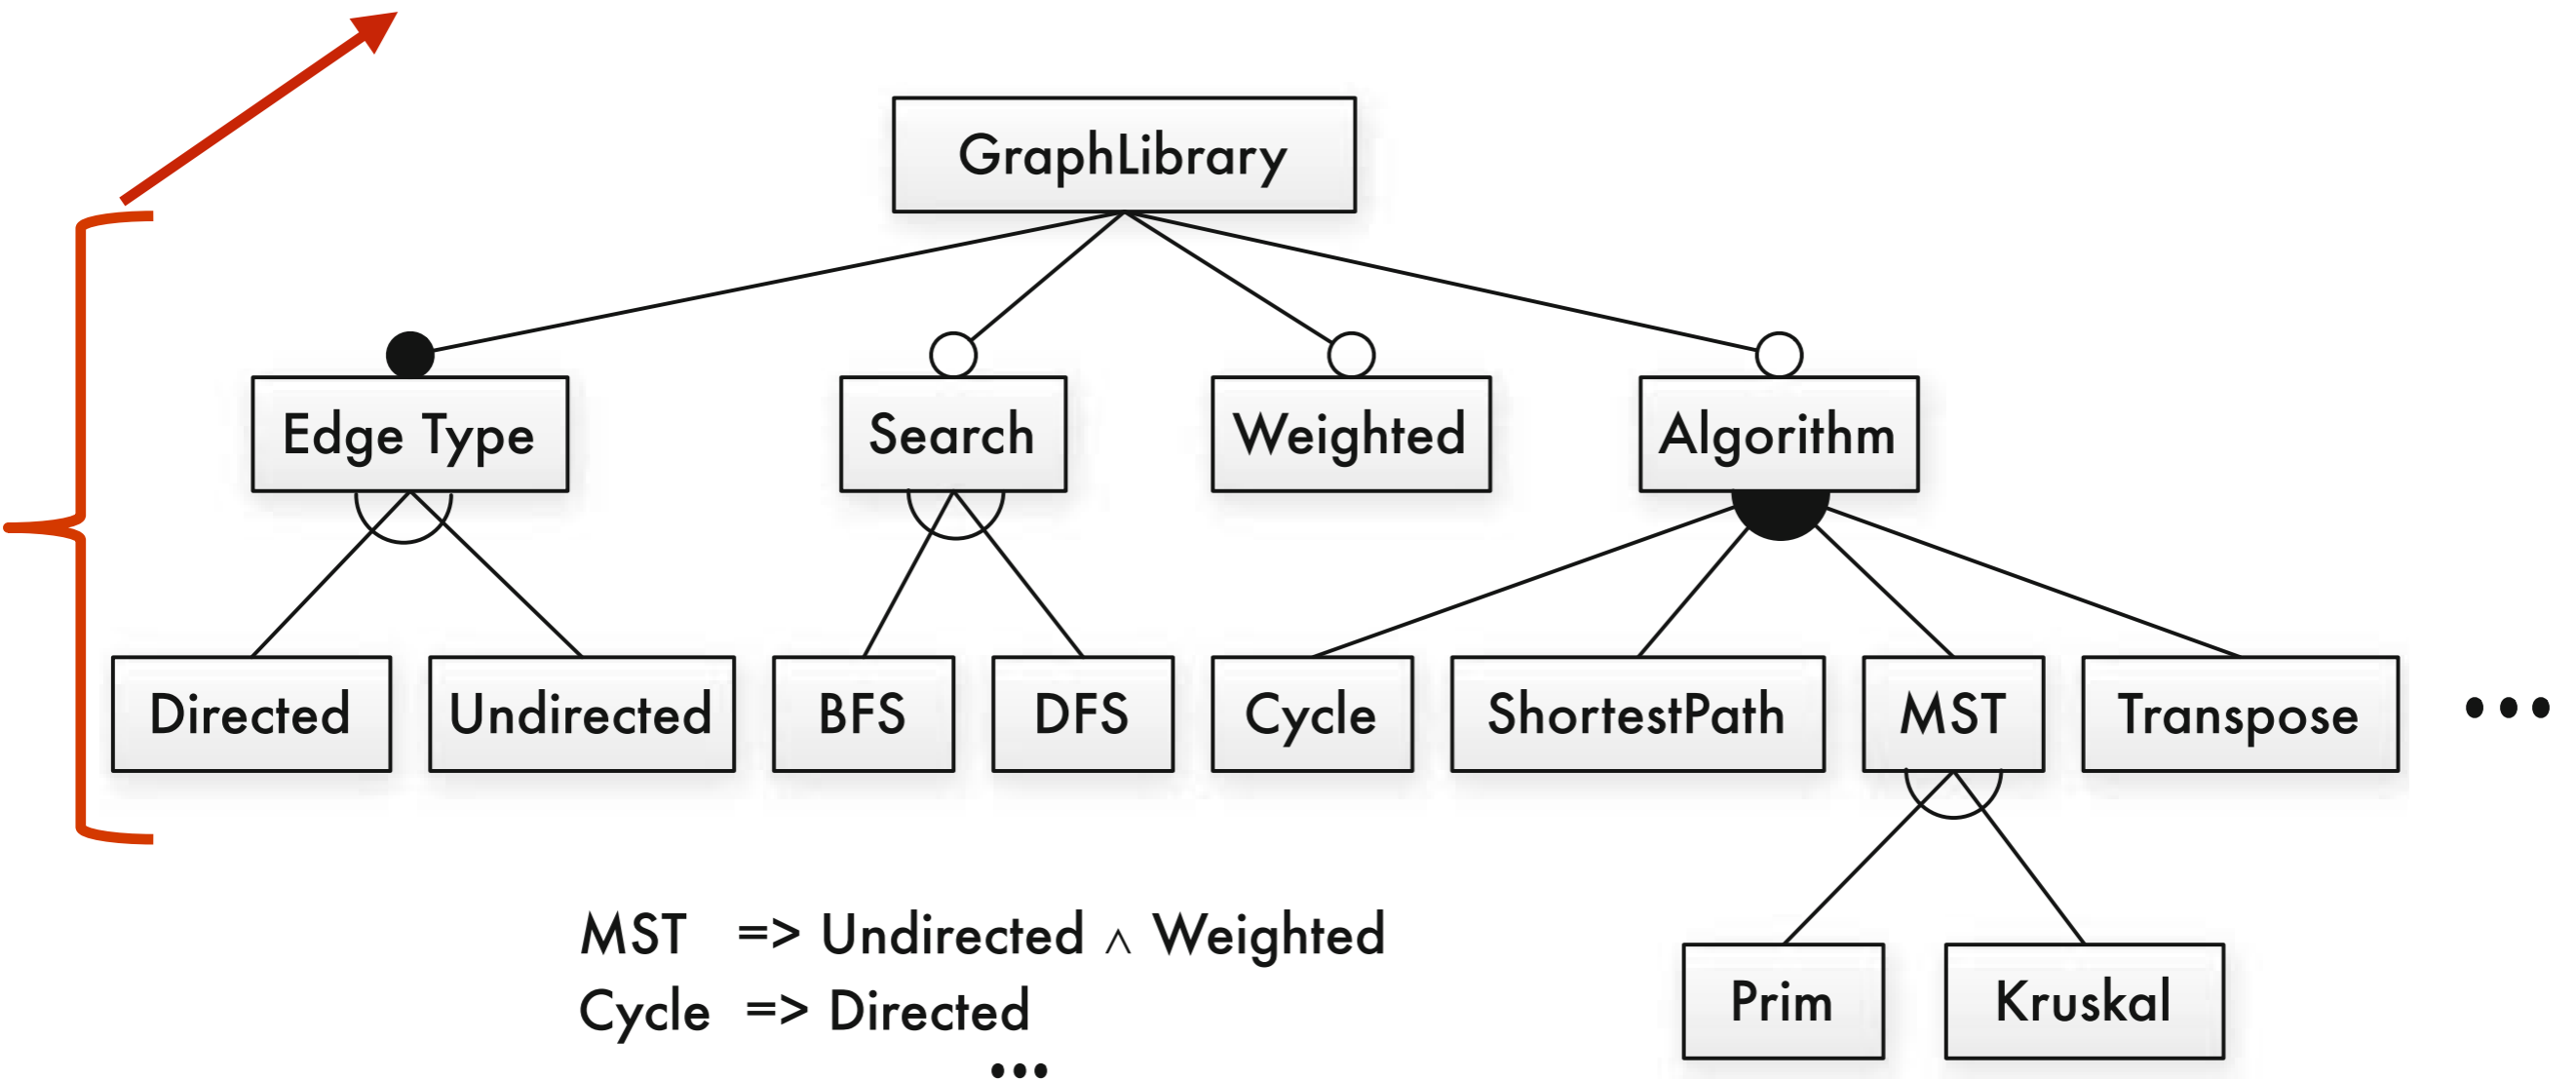 GraphLibrary
Edge Type Search Weighted Algorithm
Directed Undirected BFS DFS Cycle ShortestPath MST Transpose •••
Prim Kruskal
MST => Undirected ∧ Weighted
Cycle => Directed
•••